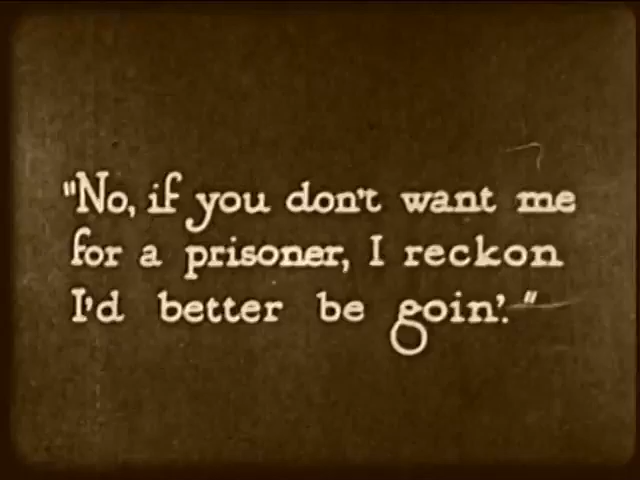 "No, if you don't want me
for a prisoner, I reckon
I'd better be goin'."